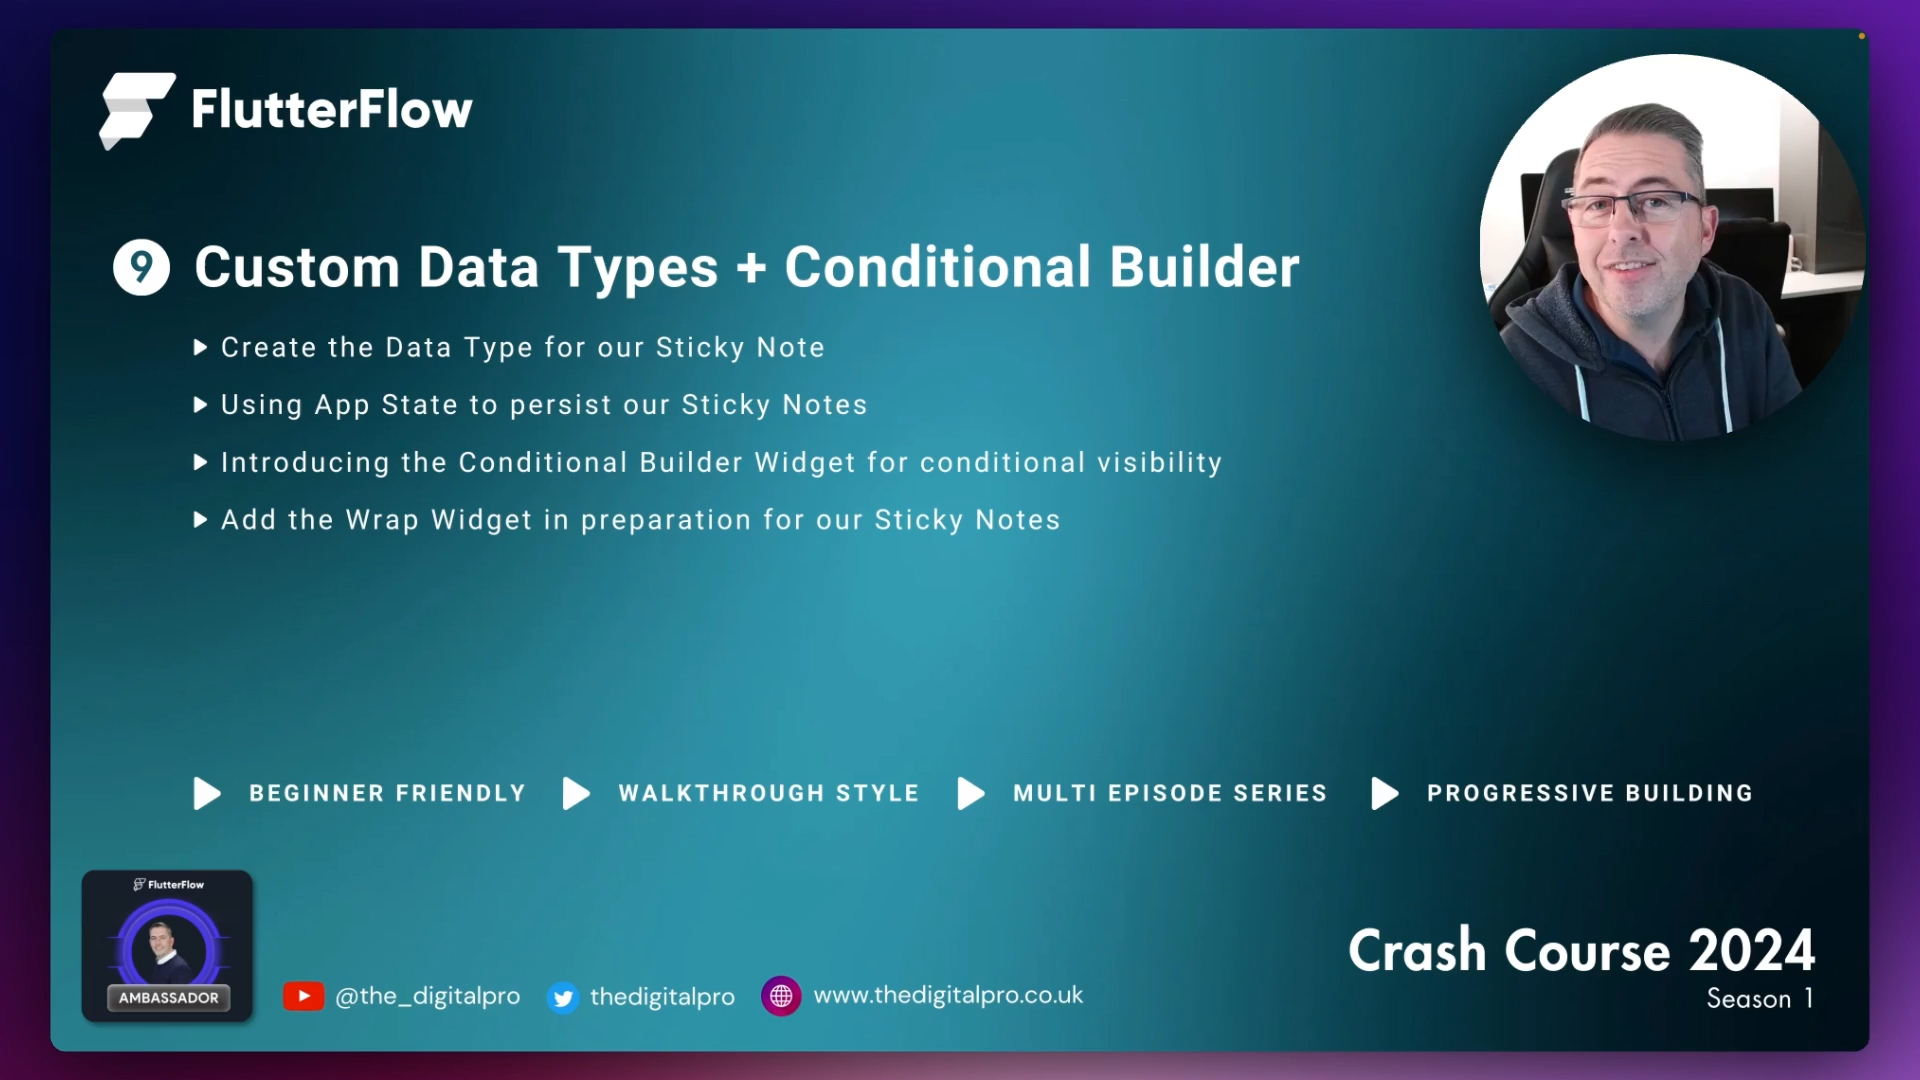 FlutterFlow
9 Custom Data Types + Conditional Builder
Create the Data Type for our Sticky Note
Using App State to persist our Sticky Notes
Introducing the Conditional Builder Widget for conditional visibility
Add the Wrap Widget in preparation for our Sticky Notes
BEGINNER FRIENDLY WALKTHROUGH STYLE MULTI EPISODE SERIES PROGRESSIVE BUILDING
FlutterFlow
AMBASSADOR
@the_digitalpro thedigitalpro www.thedigitalpro.co.uk
Crash Course 2024
Season 1